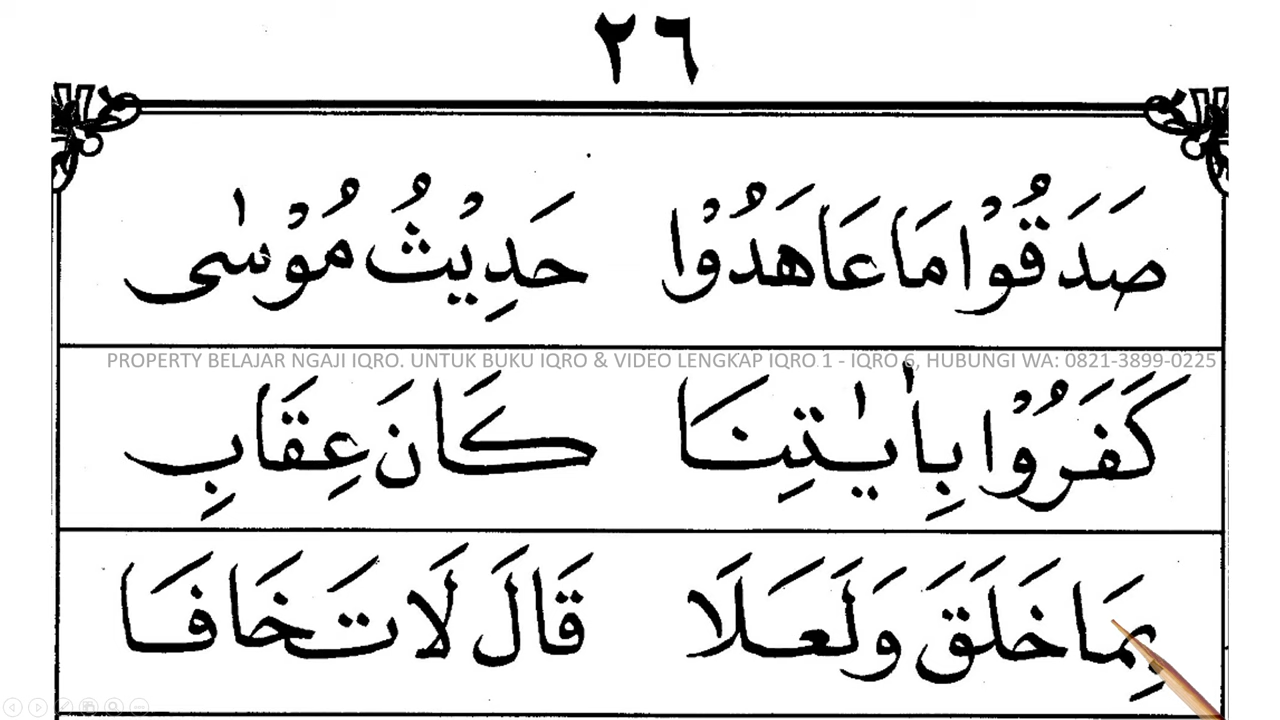 ٢٦
صَدَقُوْا مَا عَاهَدُوْا حَدِيْثُ مُوْسٰى
PROPERTY BELAJAR NGAJI IQRO. UNTUK BUKU IQRO & VIDEO LENGKAP IQRO 1 - IQRO 6, HUBUNGI WA: 0821-3899-0225
كَفَرُوْا بِاٰيٰتِنَا كَانَ عِقَابِ
بِمَا خَلَقَ وَلَعَلَا قَالَ لَا تَخَافَا